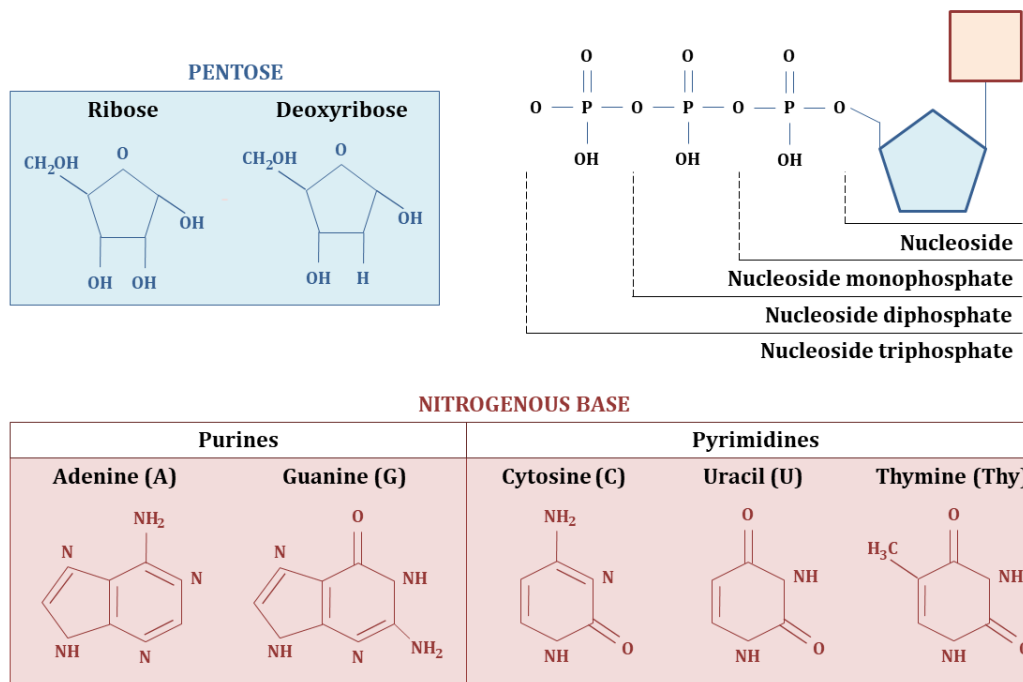 PENTOSE
Ribose Deoxyribose
O
CH₂OH
OH
OH OH
O
CH₂OH
OH
OH H
O O O
O P O P O P O
OH OH OH
Nucleoside
Nucleoside monophosphate
Nucleoside diphosphate
Nucleoside triphosphate
NITROGENOUS BASE
Purines Pyrimidines
Adenine (A) Guanine (G) Cytosine (C) Uracil (U) Thymine (Thy)
NH₂
N
N
NH
N
O
N
NH
NH
N
NH₂
NH₂
N
NH
O
O
NH
NH
O
O
H₃C
NH
NH
O